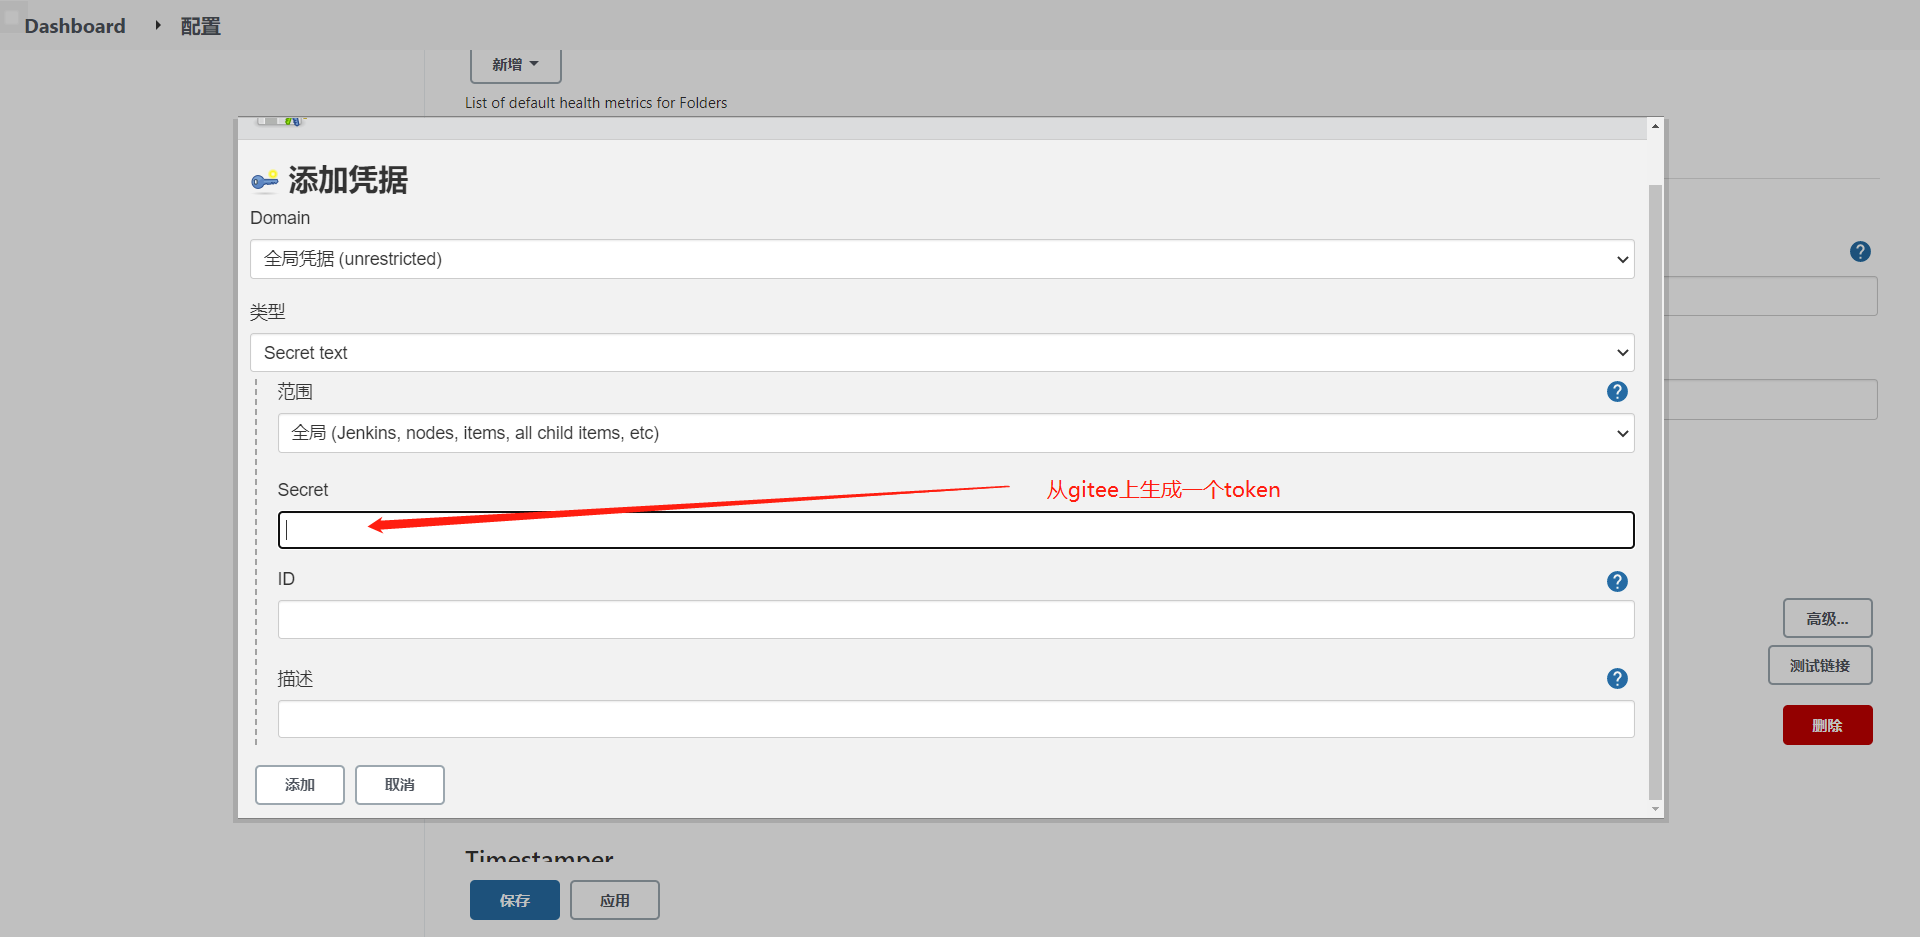 Dashboard
配置
新增
List of default health metrics for Folders
添加凭据
Domain
全局凭据 (unrestricted)
类型
Secret text
范围
全局 (Jenkins, nodes, items, all child items, etc)
Secret
从gitee上生成一个token
ID
高级...
测试链接
描述
删除
添加
取消
Timestamper
保存
应用